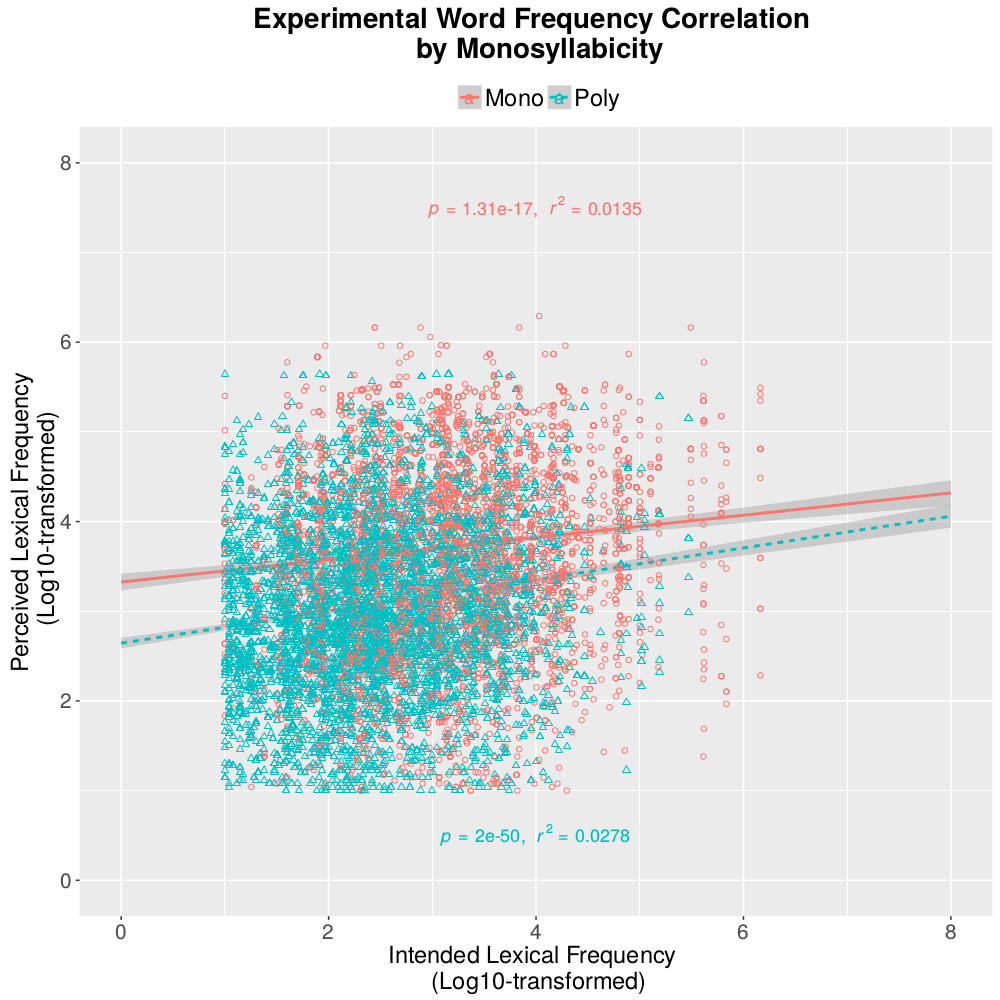 Experimental Word Frequency Correlation
by Monosyllabicity
a Mono a Poly
p = 1.31e-17, r2 = 0.0135
p = 2e-50, r2 = 0.0278
8
6
4
2
0
0 2 4 6 8
Perceived Lexical Frequency
(Log10-transformed)
Intended Lexical Frequency
(Log10-transformed)